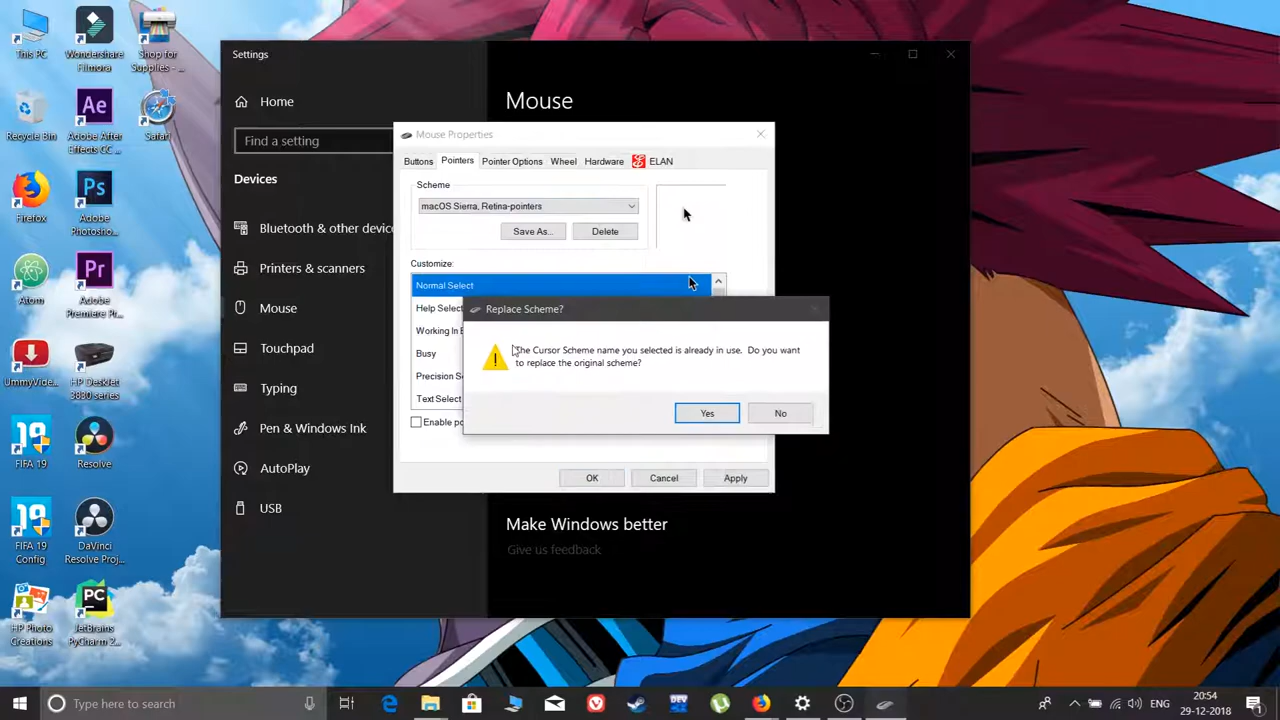 This PC
Wondershare
Filmora
Shop for
Supplies - ...
Recycle Bin
Adobe After
Effects CC ...
Safari
Firefox
Adobe
Photosho...
Atom
Adobe
Premiere Pr...
UmmyVide...
HP Deskjet
3830 series
FIFA 19
Resolve
FIFA 19
Config
DaVinci
Resolve Proj...
HP Photo
Creations
JetBrains
PyCharm 2...
Settings
Home
Find a setting
Devices
Bluetooth & other devic
Printers & scanners
Mouse
Touchpad
Typing
Pen & Windows Ink
AutoPlay
USB
Mouse
Mouse Properties
Buttons
Pointers
Pointer Options
Wheel
Hardware
ELAN
Scheme
macOS Sierra, Retina-pointers
Save As...
Delete
Customize:
Normal Select
Help Select
Working In B
Busy
Precision Se
Text Select
Enable po
OK
Cancel
Apply
Replace Scheme?
The Cursor Scheme name you selected is already in use. Do you want
to replace the original scheme?
Yes
No
Make Windows better
Give us feedback
Type here to search
DEV
ENG
20:54
29-12-2018